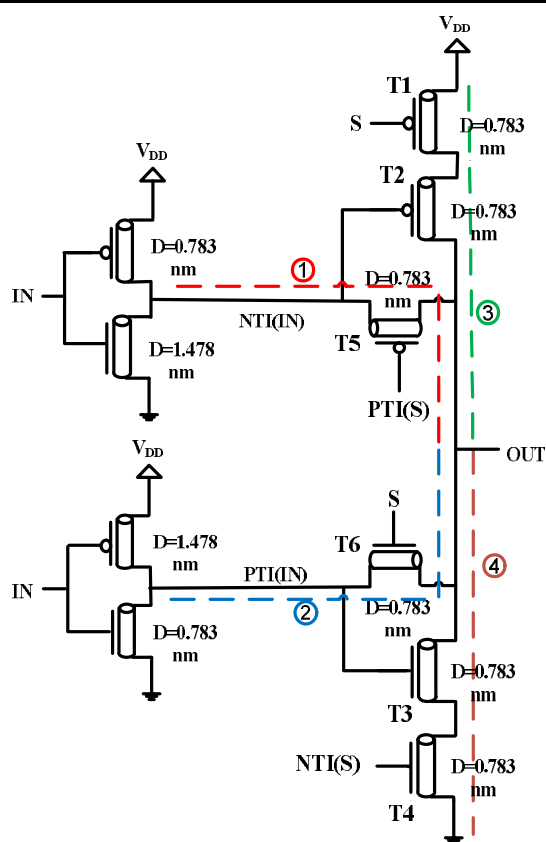 V_DD
T1
S
D=0.783
nm
V_DD
T2
D=0.783
nm
D=0.783
nm
①
D=0.783
nm
IN
NTI(IN)
③
T5
D=1.478
nm
PTI(S)
V_DD
OUT
S
T6
D=1.478
nm
PTI(IN)
④
IN
②
D=0.783
nm
D=0.783
nm
D=0.783
nm
T3
NTI(S)
D=0.783
nm
T4